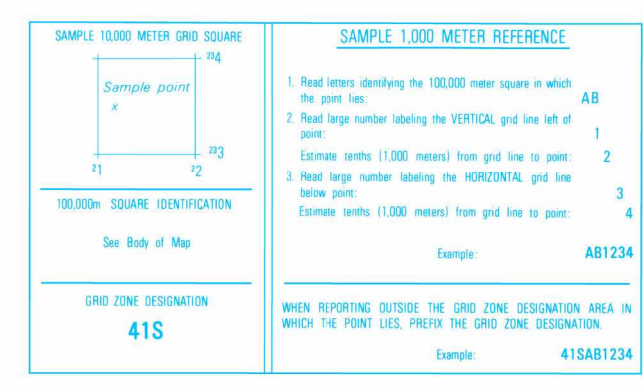 SAMPLE 10,000 METER GRID SQUARE
234
Sample point
x
233
21
22
100,000m SQUARE IDENTIFICATION
See Body of Map
GRID ZONE DESIGNATION
41S
SAMPLE 1,000 METER REFERENCE
1. Read letters identifying the 100,000 meter square in which
the point lies: AB
2. Read large number labeling the VERTICAL grid line left of
point: 1
Estimate tenths (1,000 meters) from grid line to point: 2
3. Read large number labeling the HORIZONTAL grid line
below point: 3
Estimate tenths (1,000 meters) from grid line to point: 4
Example: AB1234
WHEN REPORTING OUTSIDE THE GRID ZONE DESIGNATION AREA IN
WHICH THE POINT LIES, PREFIX THE GRID ZONE DESIGNATION.
Example: 41SAB1234